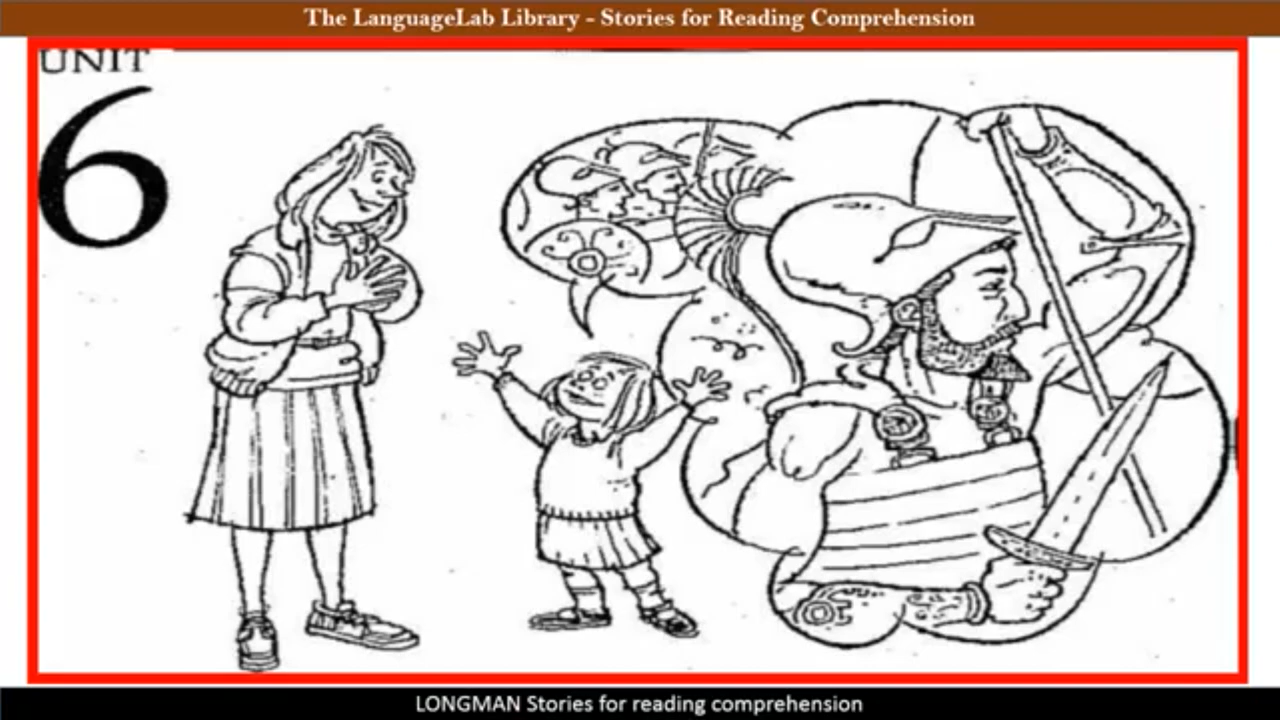 The LanguageLab Library - Stories for Reading Comprehension
UNIT
6
LONGMAN Stories for reading comprehension